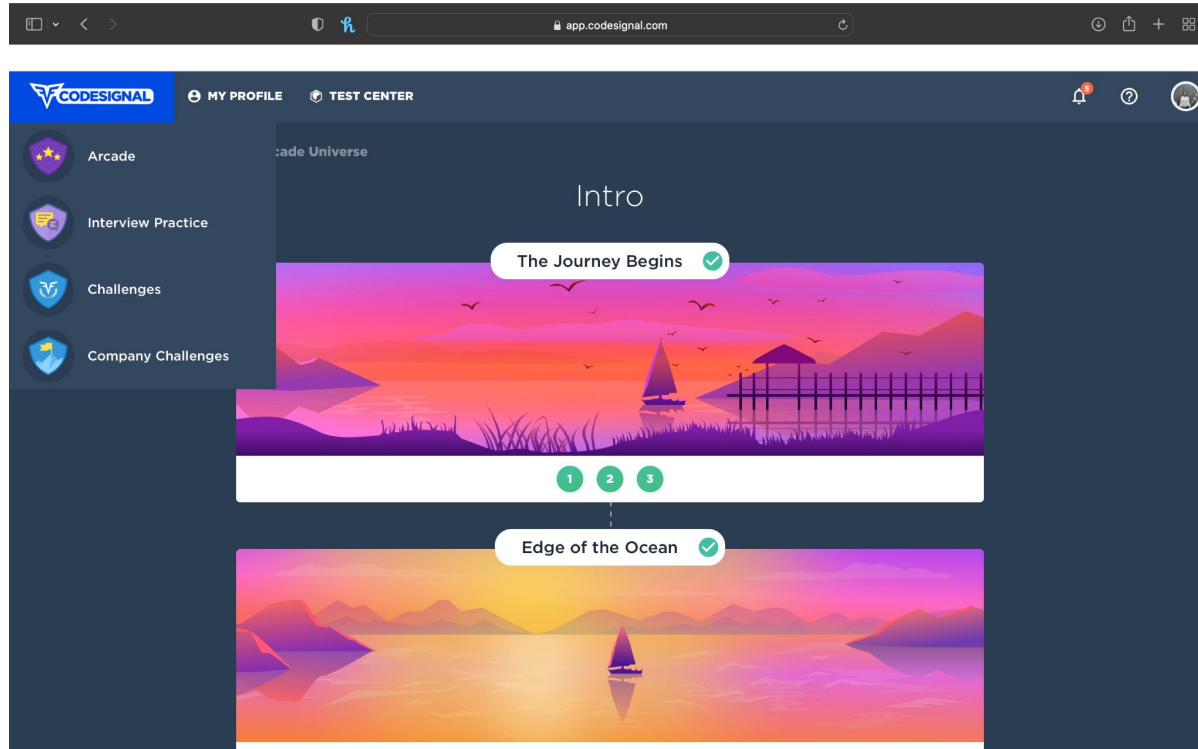 app.codesignal.com
CODESIGNAL
MY PROFILE
TEST CENTER
5
Arcade
Interview Practice
Challenges
Company Challenges
cade Universe
Intro
The Journey Begins
1 2 3
Edge of the Ocean